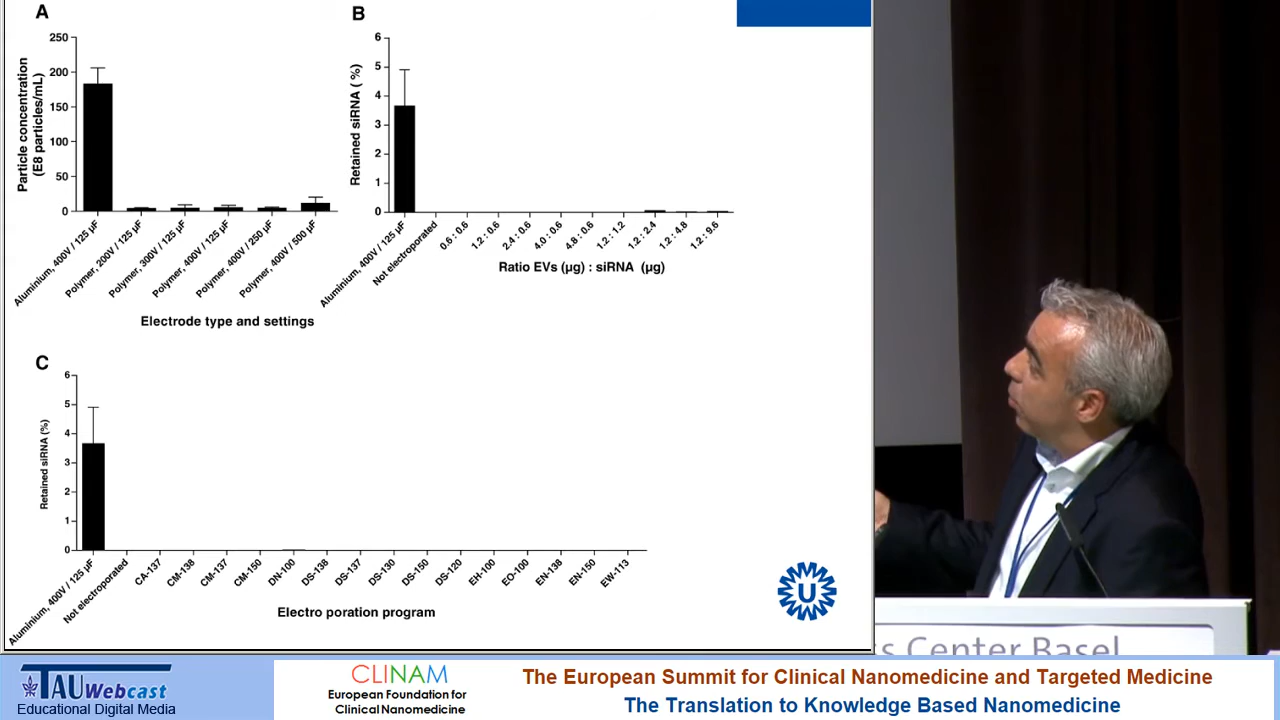 A
Particle concentration
(E8 particles/mL)
250
200
150
100
50
0
Aluminium, 400V / 125 µF
Polymer, 200V / 125 µF
Polymer, 300V / 125 µF
Polymer, 400V / 125 µF
Polymer, 400V / 250 µF
Polymer, 400V / 500 µF
Electrode type and settings
B
Retained siRNA ( %)
6
5
4
3
2
1
0
Aluminium, 400V / 125 µF
Not electroporated
0.6 : 0.6
1.2 : 0.6
2.4 : 0.6
4.0 : 0.6
4.8 : 0.6
1.2 : 1.2
1.2 : 2.4
1.2 : 4.8
1.2 : 9.6
Ratio EVs (µg) : siRNA (µg)
C
Retained siRNA (%)
6
5
4
3
2
1
0
Aluminium, 400V / 125 µF
Not electroporated
CA-137
CM-138
CM-137
CM-150
DN-100
DS-138
DS-137
DS-130
DS-150
DS-120
EH-100
EO-100
EN-138
EN-150
EW-113
Electro poration program
U
ss Center Basel
TAU Webcast
Educational Digital Media
CLINAM
European Foundation for
Clinical Nanomedicine
The European Summit for Clinical Nanomedicine and Targeted Medicine
The Translation to Knowledge Based Nanomedicine